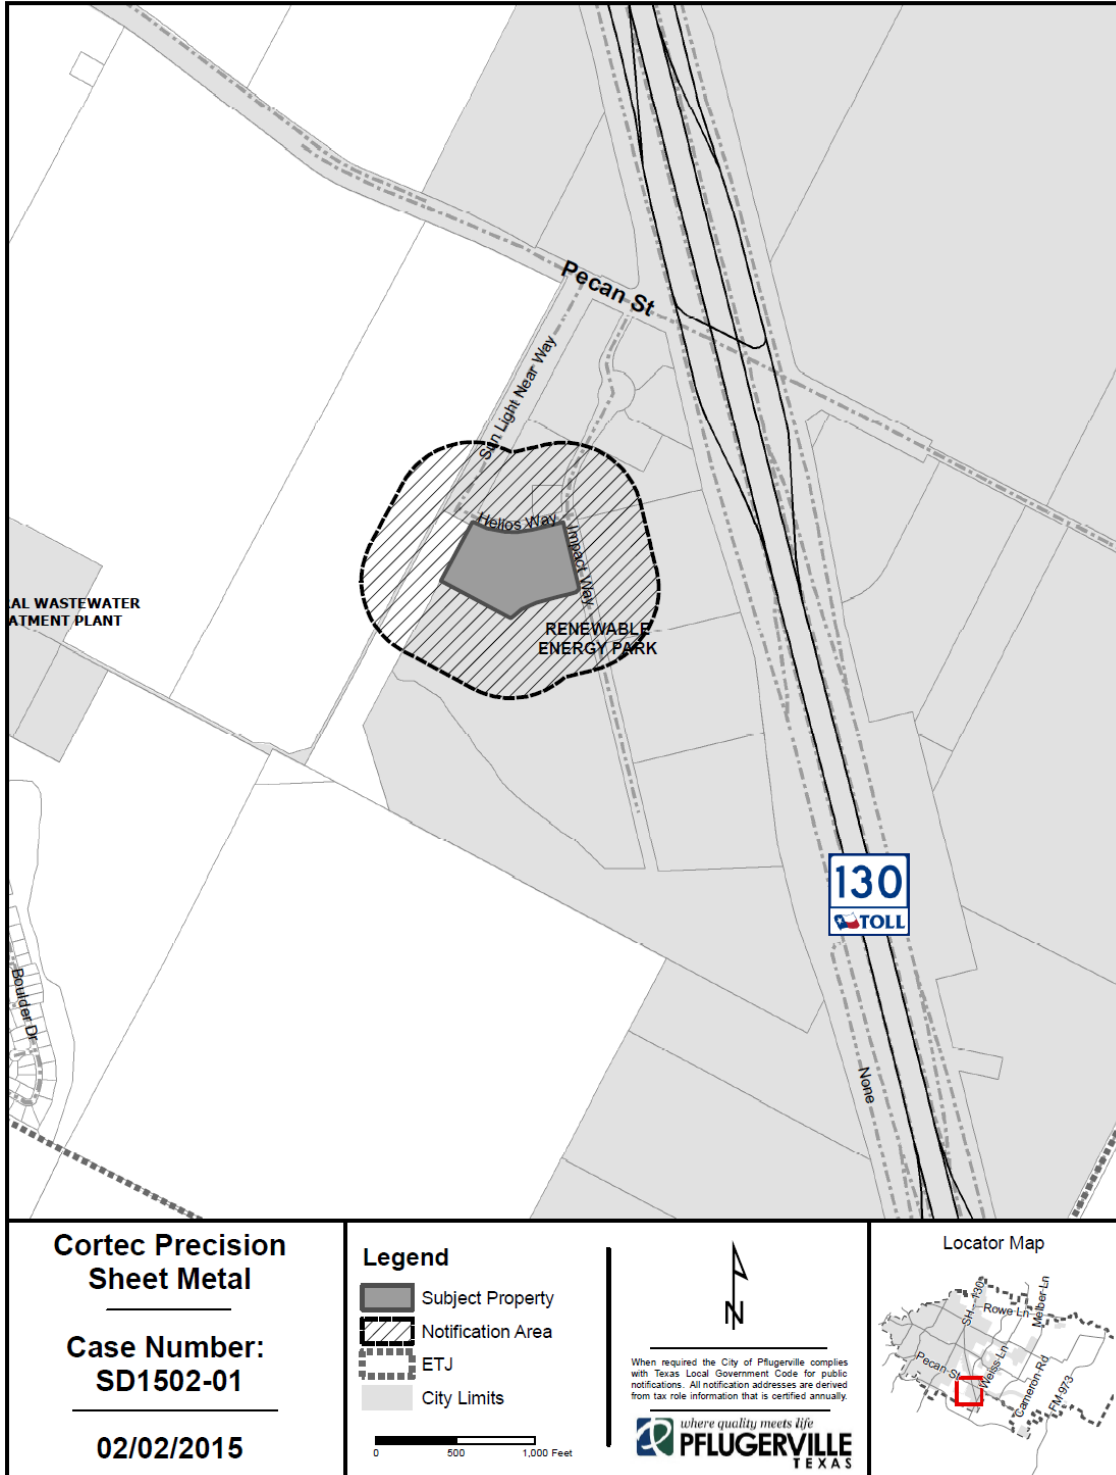 Pecan St
Sun Light Near Way
Helios Way
Impact Way
RAL WASTEWATER
ATMENT PLANT
RENEWABLE
ENERGY PARK
130
TOLL
Boulder Dr
None
Cortec Precision
Sheet Metal
Case Number:
SD1502-01
02/02/2015
Legend
Subject Property
Notification Area
ETJ
City Limits
0 500 1,000 Feet
N
When required the City of Pflugerville complies
with Texas Local Government Code for public
notifications. All notification addresses are derived
from tax role information that is certified annually.
where quality meets life
PFLUGERVILLE
TEXAS
Locator Map
SH 130
Rowe Ln
Melber Ln
Pecan St
Weiss Ln
Cameron Rd
FM 973